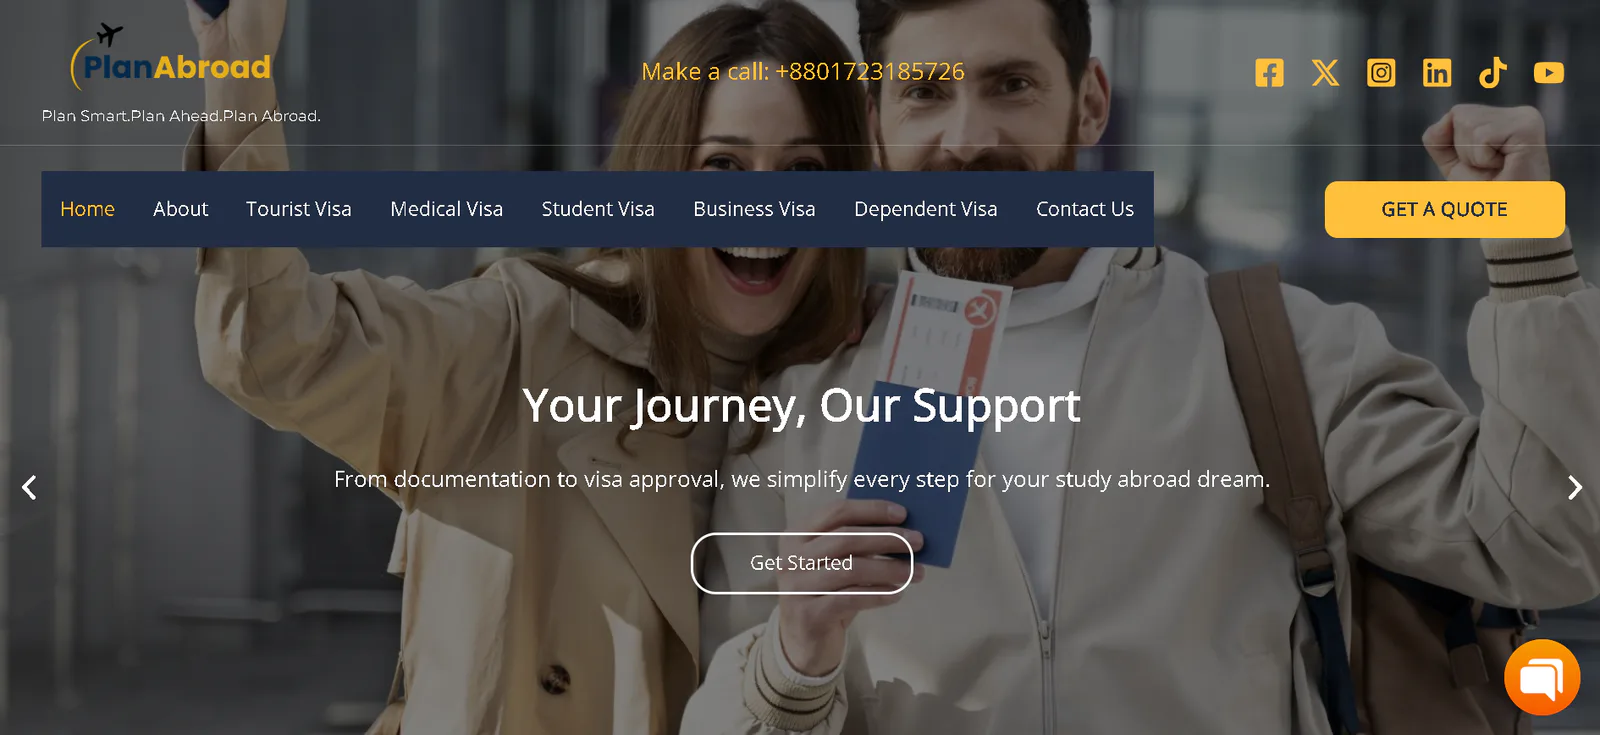 PlanAbroad
Plan Smart.Plan Ahead.Plan Abroad.
Make a call: +8801723185726
Home About Tourist Visa Medical Visa Student Visa Business Visa Dependent Visa Contact Us
GET A QUOTE
Your Journey, Our Support
From documentation to visa approval, we simplify every step for your study abroad dream.
Get Started